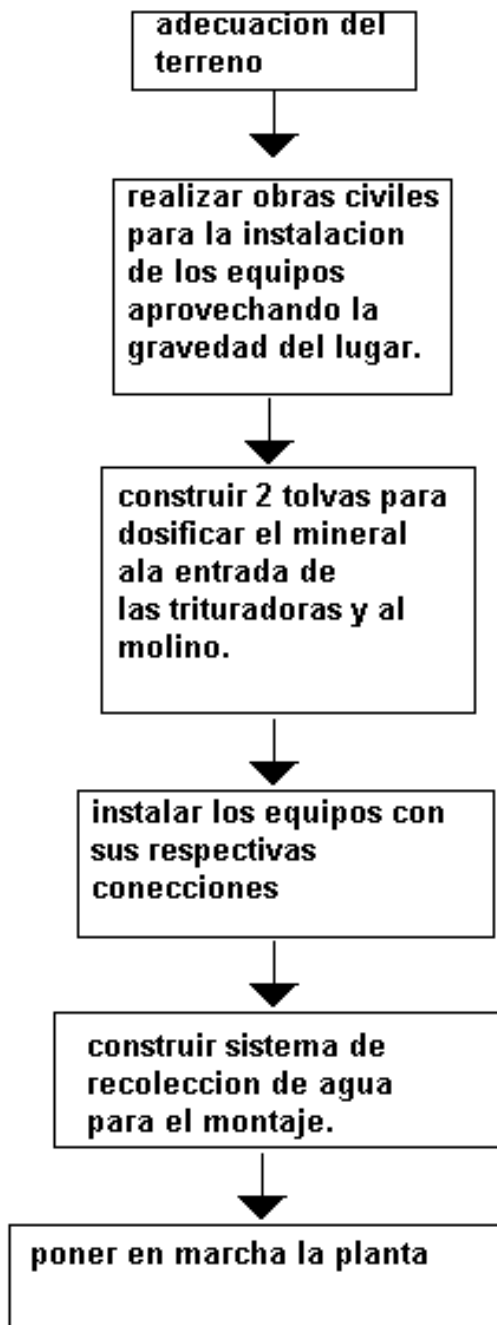 adecuacion del
terreno
realizar obras civiles
para la instalacion
de los equipos
aprovechando la
gravedad del lugar.
construir 2 tolvas para
dosificar el mineral
ala entrada de
las trituradoras y al
molino.
instalar los equipos con
sus respectivas
conecciones
construir sistema de
recoleccion de agua
para el montaje.
poner en marcha la planta